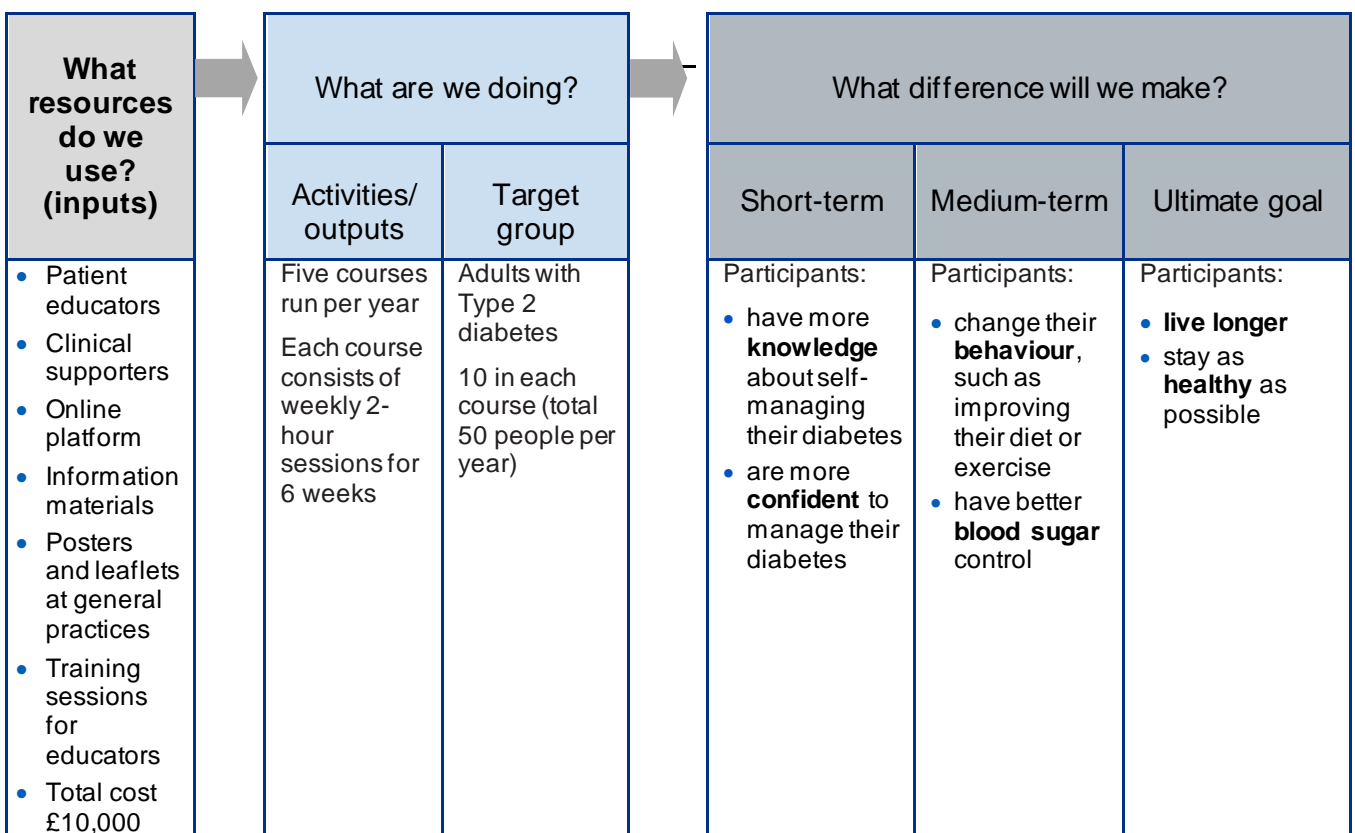 What
resources
do we
use?
(inputs)
What are we doing?
What difference will we make?
Activities/
outputs
Target
group
Short-term
Medium-term
Ultimate goal
• Patient
educators
• Clinical
supporters
• Online
platform
• Information
materials
• Posters
and leaflets
at general
practices
• Training
sessions
for
educators
• Total cost
£10,000
Five courses
run per year
Each course
consists of
weekly 2-
hour
sessions for
6 weeks
Adults with
Type 2
diabetes
10 in each
course (total
50 people per
year)
Participants:
• have more
knowledge
about self-
managing
their diabetes
• are more
confident to
manage their
diabetes
Participants:
• change their
behaviour,
such as
improving
their diet or
exercise
• have better
blood sugar
control
Participants:
• live longer
• stay as
healthy as
possible